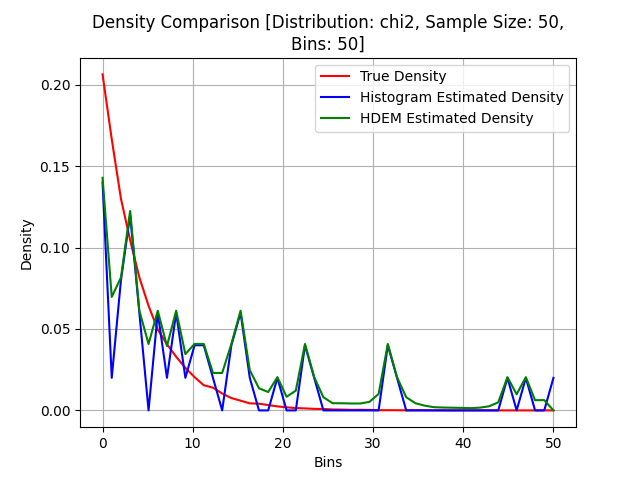 Density Comparison [Distribution: chi2, Sample Size: 50,
Bins: 50]
True Density
Histogram Estimated Density
HDEM Estimated Density
Density
0.20
0.15
0.10
0.05
0.00
0 10 20 30 40 50
Bins